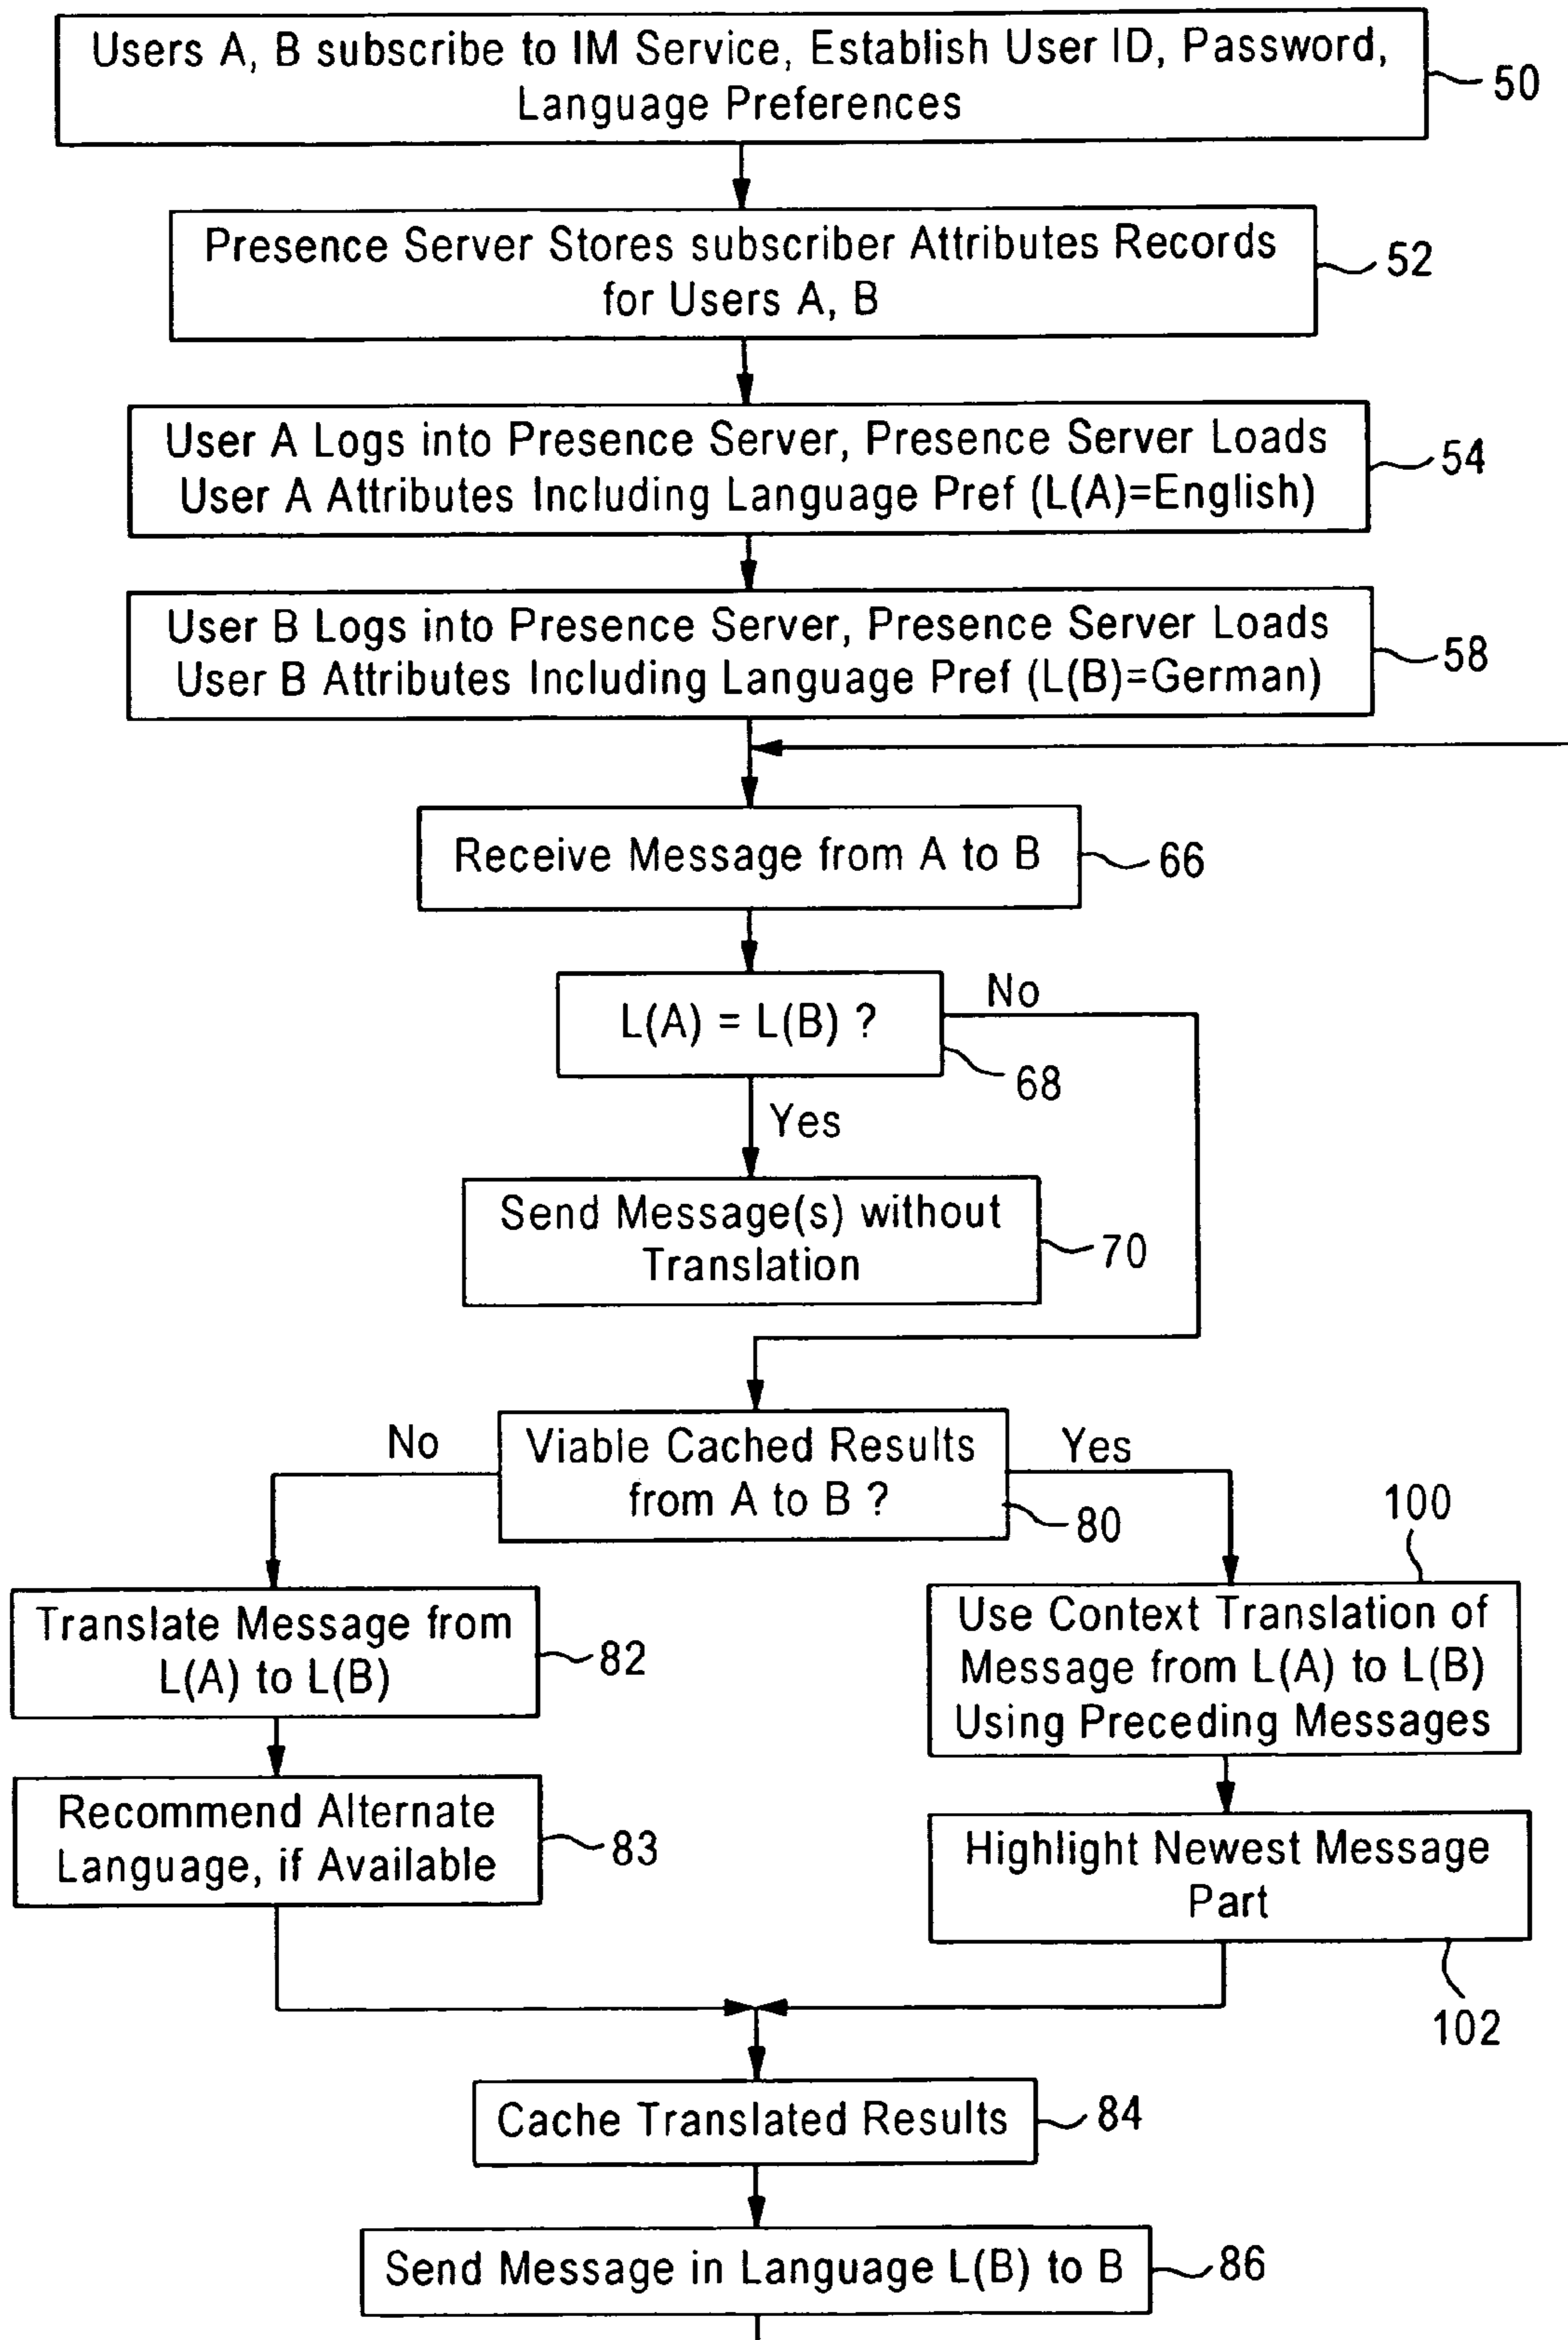 Users A, B subscribe to IM Service, Establish User ID, Password,
Language Preferences
50
Presence Server Stores subscriber Attributes Records
for Users A, B
52
User A Logs into Presence Server, Presence Server Loads
User A Attributes Including Language Pref (L(A)=English)
54
User B Logs into Presence Server, Presence Server Loads
User B Attributes Including Language Pref (L(B)=German)
58
Receive Message from A to B
66
L(A) = L(B) ?
No
68
Yes
Send Message(s) without
Translation
70
No
Viable Cached Results
from A to B ?
Yes
80
100
Translate Message from
L(A) to L(B)
82
Use Context Translation of
Message from L(A) to L(B)
Using Preceding Messages
Recommend Alternate
Language, if Available
83
Highlight Newest Message
Part
102
Cache Translated Results
84
Send Message in Language L(B) to B
86